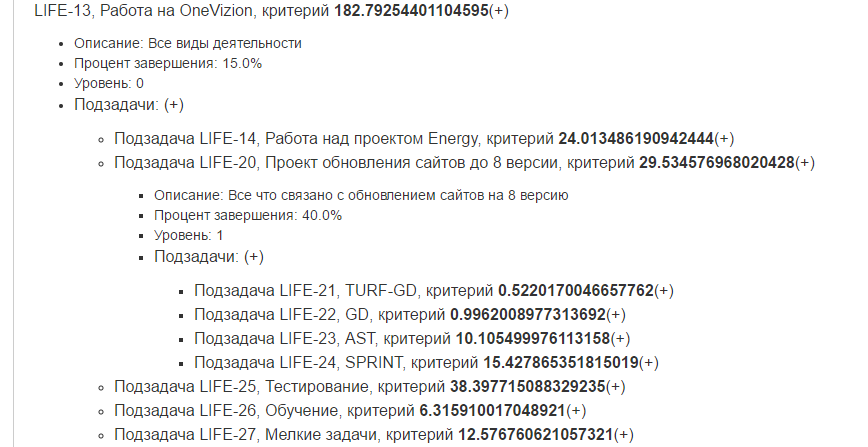 LIFE-13, Работа на OneVizion, критерий 182.79254401104595(+)
Описание: Все виды деятельности
Процент завершения: 15.0%
Уровень: 0
Подзадачи: (+)
Подзадача LIFE-14, Работа над проектом Energy, критерий 24.013486190942444(+)
Подзадача LIFE-20, Проект обновления сайтов до 8 версии, критерий 29.534576968020428(+)
Описание: Все что связано с обновлением сайтов на 8 версию
Процент завершения: 40.0%
Уровень: 1
Подзадачи: (+)
Подзадача LIFE-21, TURF-GD, критерий 0.5220170046657762(+)
Подзадача LIFE-22, GD, критерий 0.9962008977313692(+)
Подзадача LIFE-23, AST, критерий 10.105499976113158(+)
Подзадача LIFE-24, SPRINT, критерий 15.427865351815019(+)
Подзадача LIFE-25, Тестирование, критерий 38.397715088329235(+)
Подзадача LIFE-26, Обучение, критерий 6.315910017048921(+)
Подзадача LIFE-27, Мелкие задачи, критерий 12.576760621057321(+)